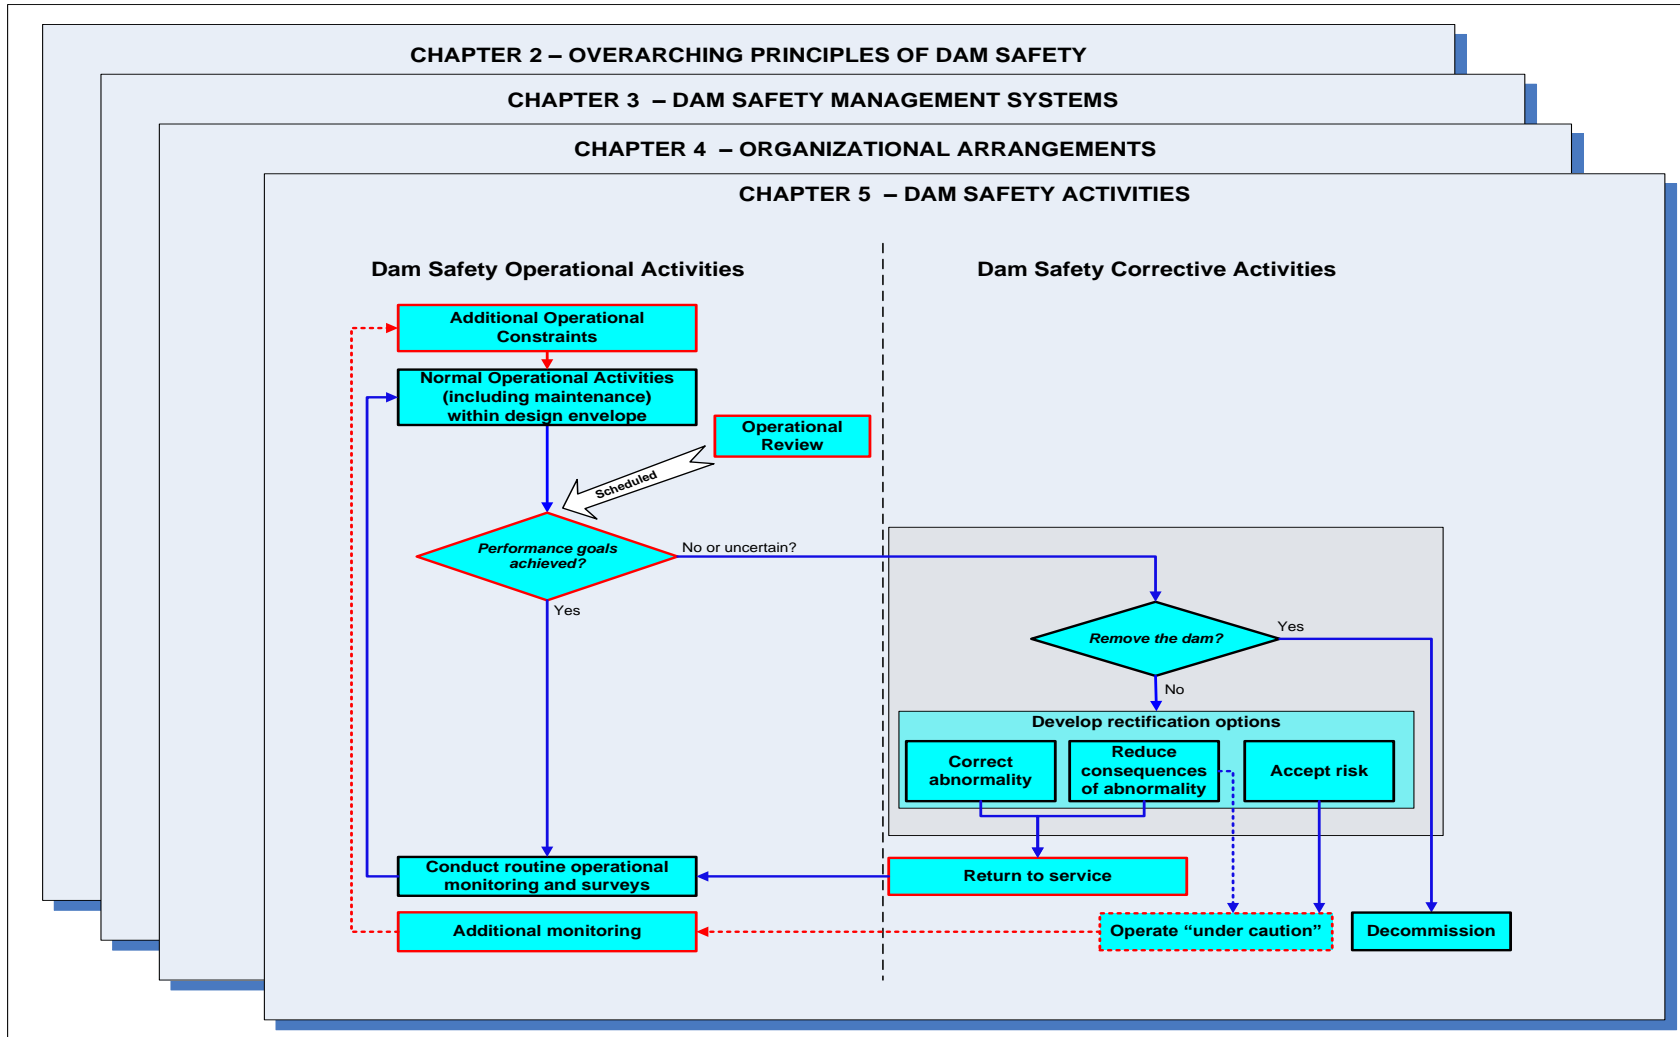 CHAPTER 2 – OVERARCHING PRINCIPLES OF DAM SAFETY
CHAPTER 3 – DAM SAFETY MANAGEMENT SYSTEMS
CHAPTER 4 – ORGANIZATIONAL ARRANGEMENTS
CHAPTER 5 – DAM SAFETY ACTIVITIES
Dam Safety Operational Activities
Dam Safety Corrective Activities
Additional Operational
Constraints
Normal Operational Activities
(including maintenance)
within design envelope
Operational
Review
Scheduled
Performance goals
achieved?
No or uncertain?
Yes
Remove the dam?
Yes
No
Develop rectification options
Correct
abnormality
Reduce
consequences
of abnormality
Accept risk
Conduct routine operational
monitoring and surveys
Return to service
Additional monitoring
Operate “under caution”
Decommission